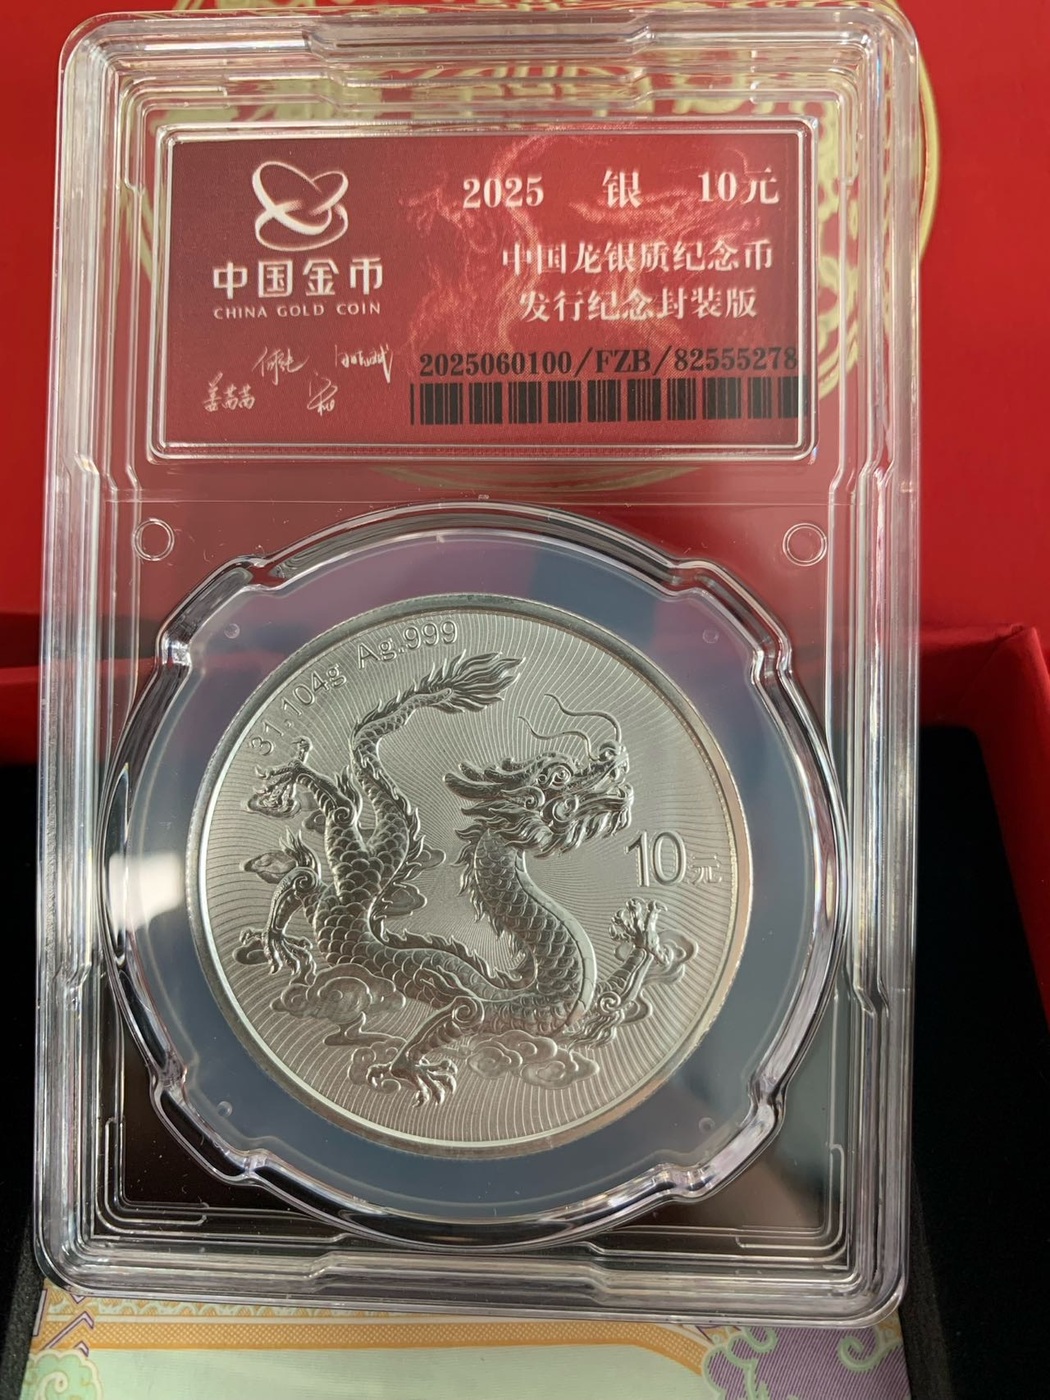 中国金币
CHINA GOLD COIN
2025 银 10元
中国龙银质纪念币
发行纪念封装版
2025060100/FZB/82555278
31.104g Ag.999
10元